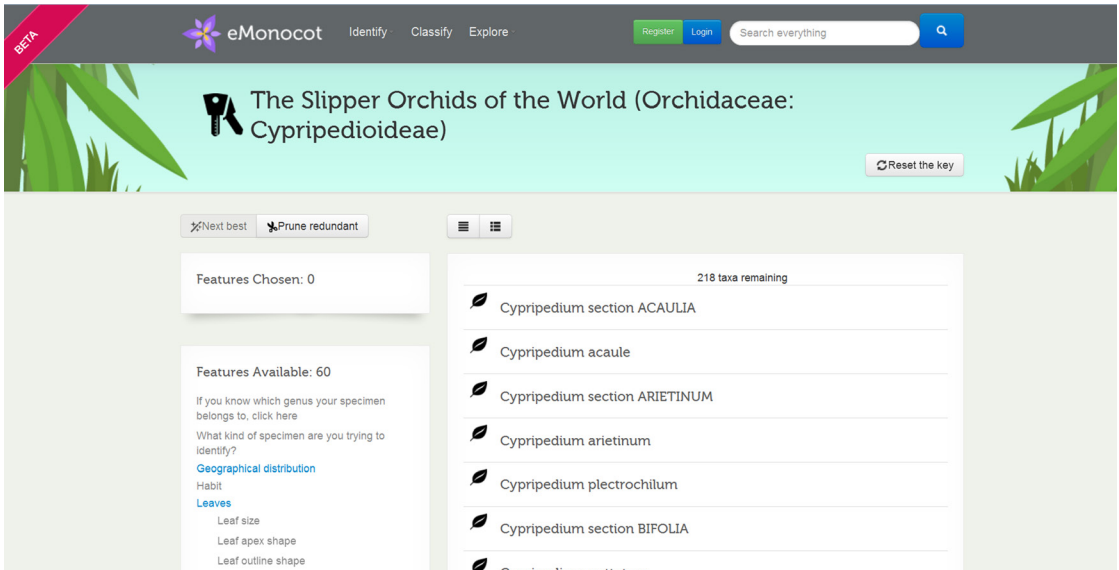 BETA
eMonocot
Identify
Classify
Explore
Register
Login
Search everything
The Slipper Orchids of the World (Orchidaceae:
Cypripedioideae)
Reset the key
Next best
Prune redundant
Features Chosen: 0
Features Available: 60
If you know which genus your specimen
belongs to, click here
What kind of specimen are you trying to
identify?
Geographical distribution
Habit
Leaves
Leaf size
Leaf apex shape
Leaf outline shape
218 taxa remaining
Cypripedium section ACAULIA
Cypripedium acaule
Cypripedium section ARIETINUM
Cypripedium arietinum
Cypripedium plectrochilum
Cypripedium section BIFOLIA